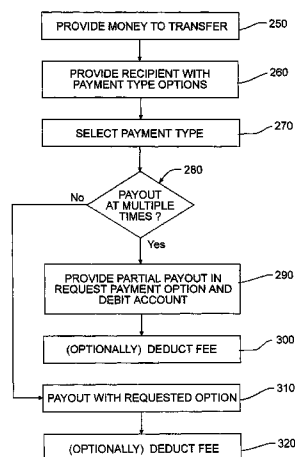 PROVIDE MONEY TO TRANSFER
250
PROVIDE RECIPIENT WITH
PAYMENT TYPE OPTIONS
260
SELECT PAYMENT TYPE
270
280
No
PAYOUT
AT MULTIPLE
TIMES ?
Yes
PROVIDE PARTIAL PAYOUT IN
REQUEST PAYMENT OPTION AND
DEBIT ACCOUNT
290
(OPTIONALLY) DEDUCT FEE
300
PAYOUT WITH REQUESTED OPTION
310
(OPTIONALLY) DEDUCT FEE
320